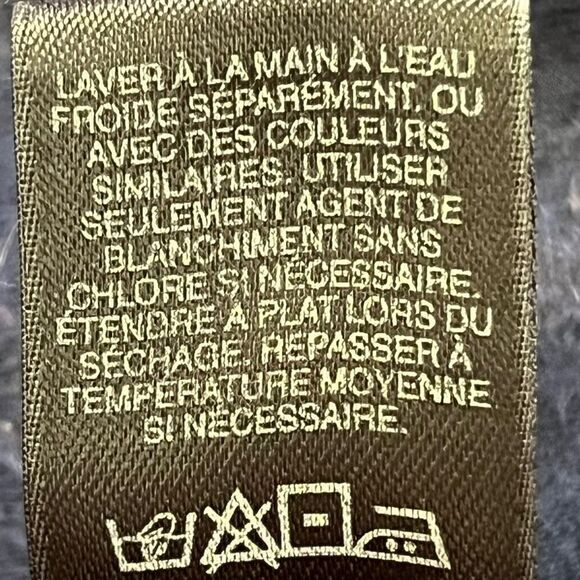 LAVER À LA MAIN À L'EAU
FROIDE SÉPARÉMENT, OU
AVEC DES COULEURS
SIMILAIRES. UTILISER
SEULEMENT AGENT DE
BLANCHIMENT SANS
CHLORE SI NÉCESSAIRE.
ÉTENDRE À PLAT LORS DU
SÉCHAGE. REPASSER À
TEMPÉRATURE MOYENNE
SI NÉCESSAIRE.